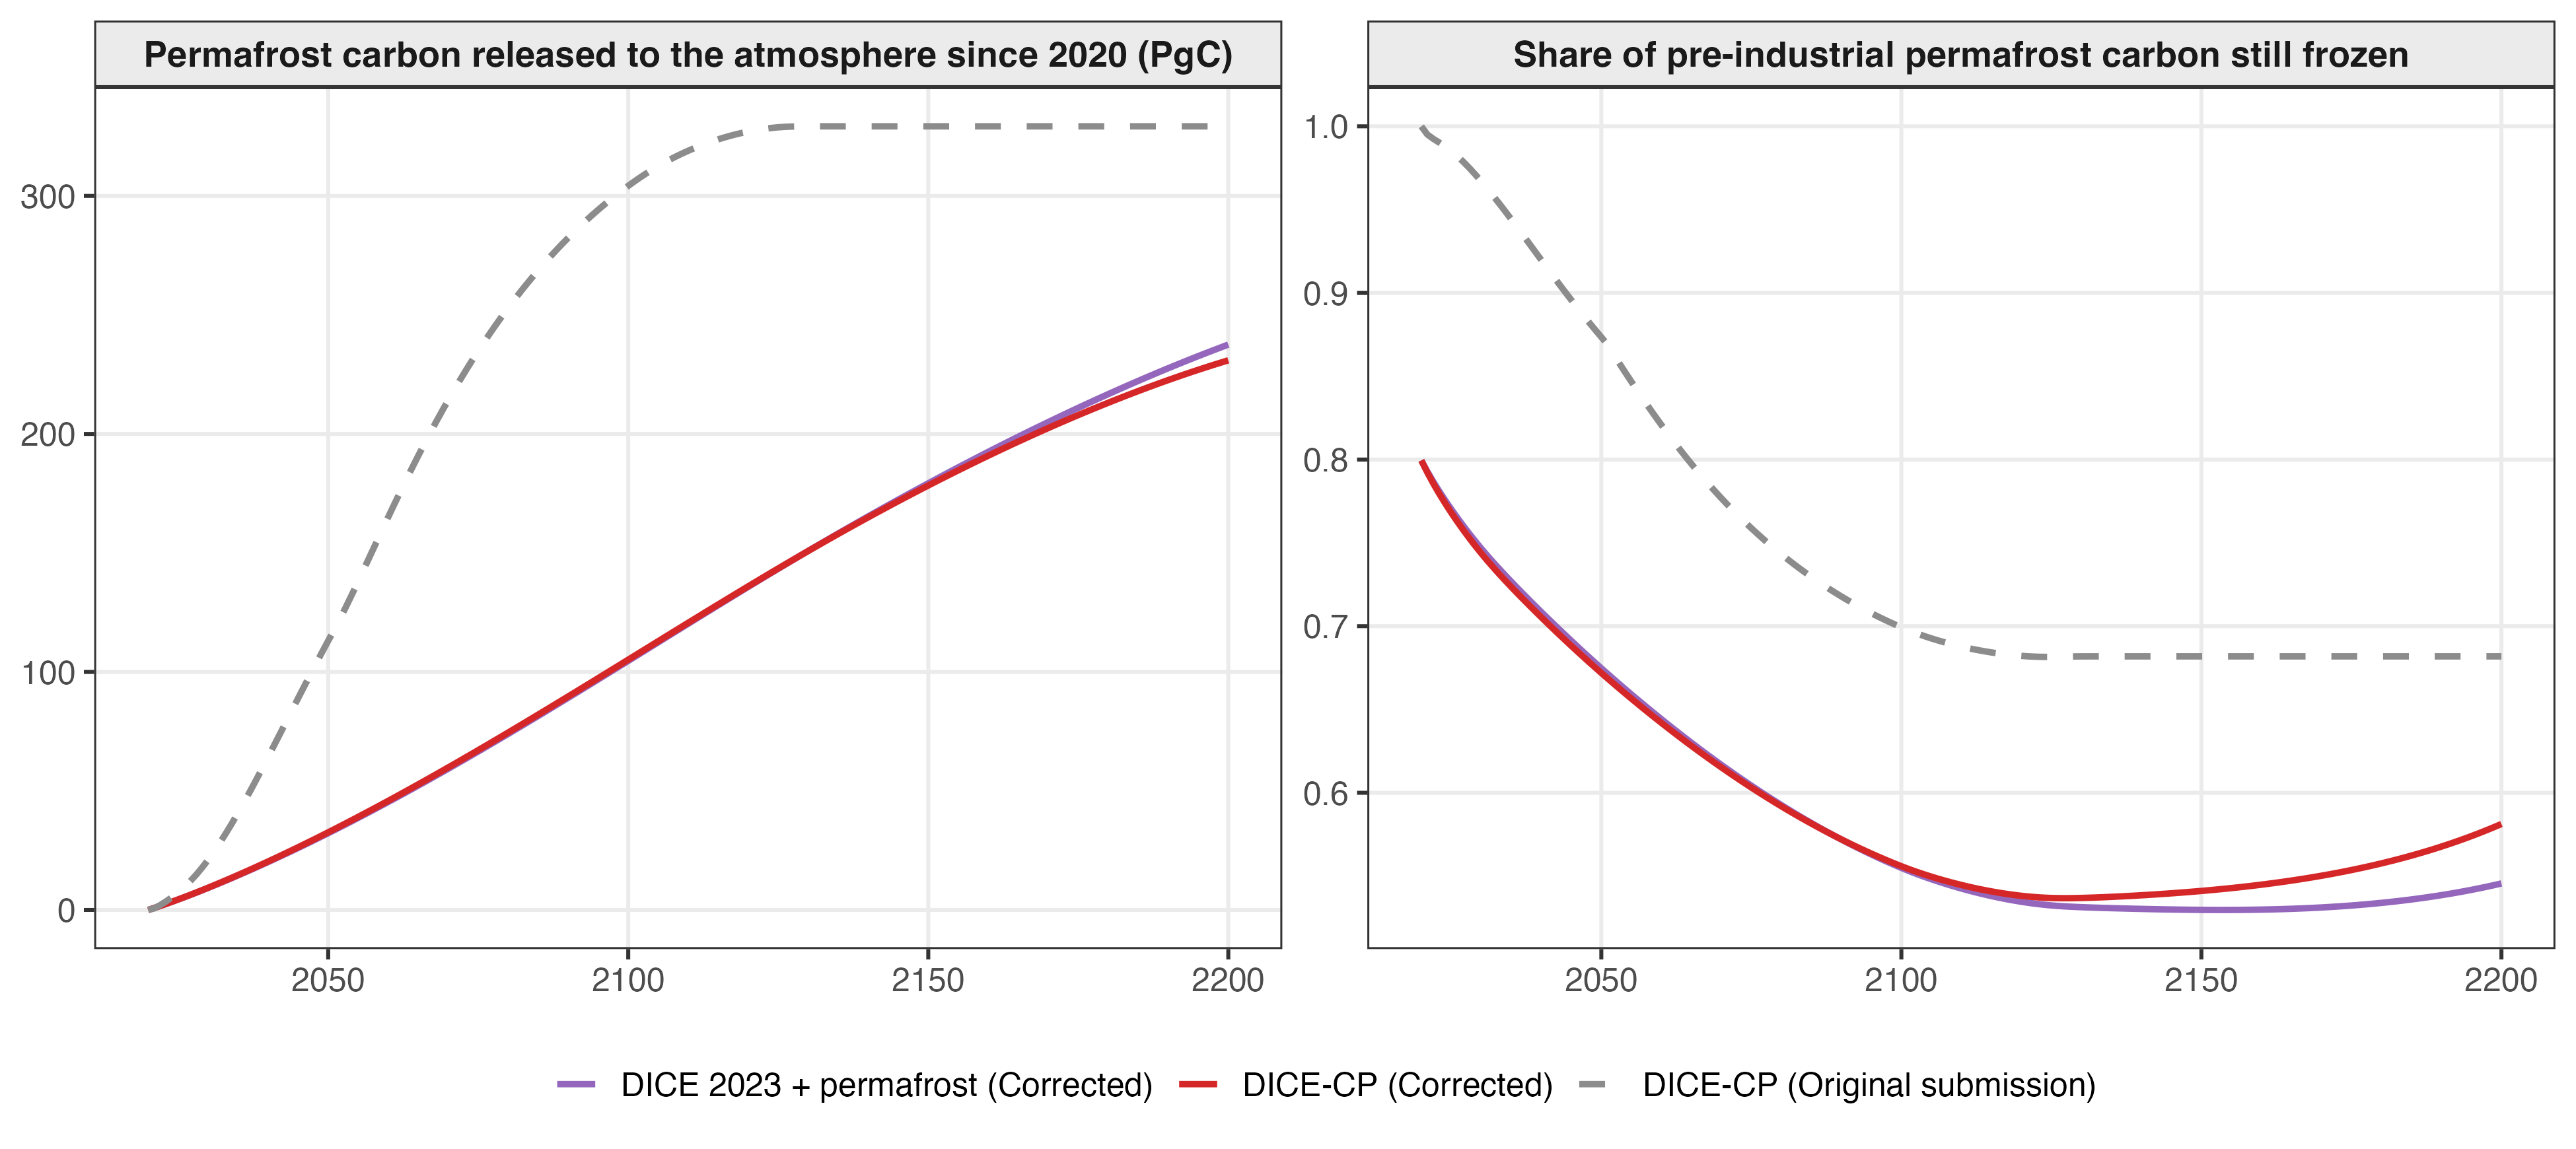 Permafrost carbon released to the atmosphere since 2020 (PgC)
300
200
100
0
2050 2100 2150 2200
Share of pre-industrial permafrost carbon still frozen
1.0
0.9
0.8
0.7
0.6
2050 2100 2150 2200
DICE 2023 + permafrost (Corrected) DICE-CP (Corrected) DICE-CP (Original submission)